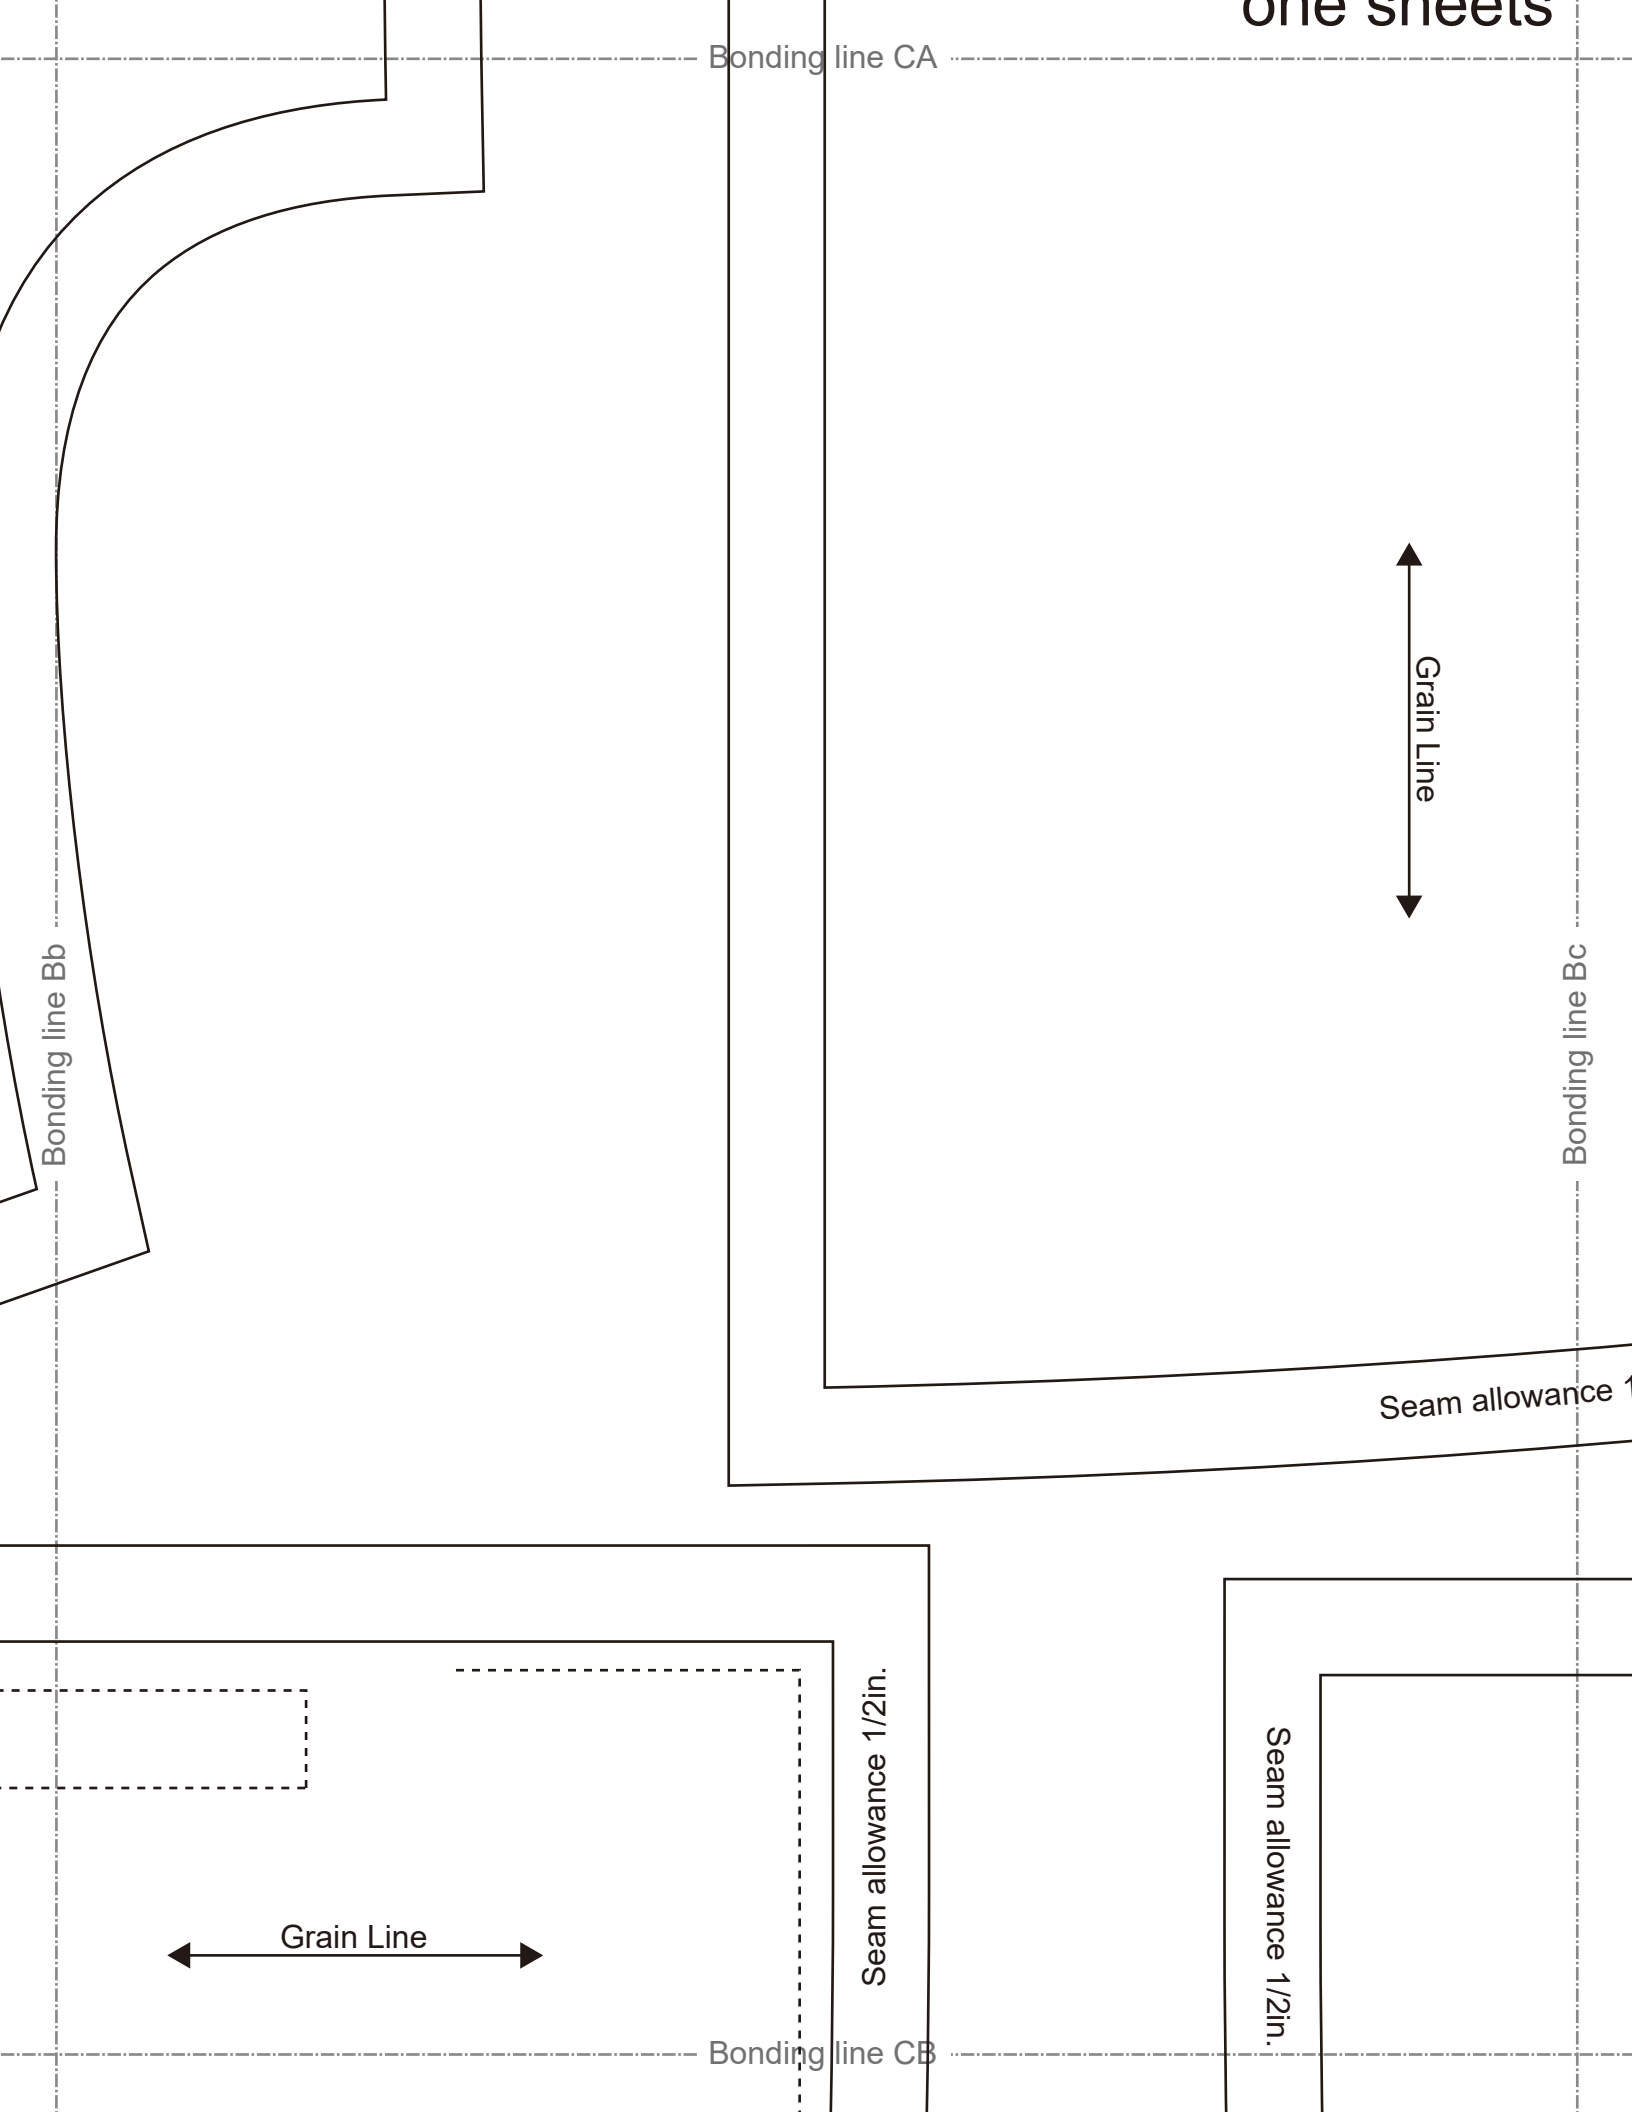 one sheets
Bonding line CA
Grain Line
Bonding line Bb
Bonding line Bc
Seam allowance 1
Seam allowance 1/2in.
Seam allowance 1/2in.
Grain Line
Bonding line CB